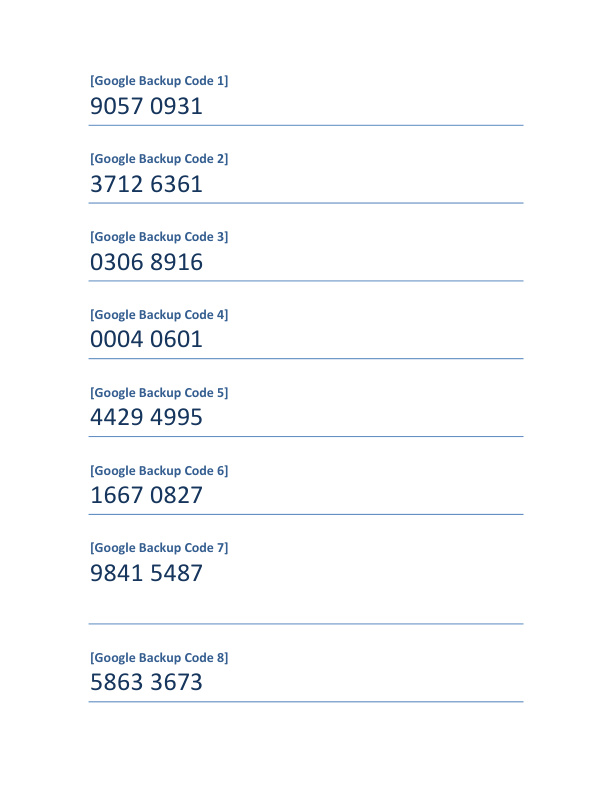 [Google Backup Code 1]
9057 0931
[Google Backup Code 2]
3712 6361
[Google Backup Code 3]
0306 8916
[Google Backup Code 4]
0004 0601
[Google Backup Code 5]
4429 4995
[Google Backup Code 6]
1667 0827
[Google Backup Code 7]
9841 5487
[Google Backup Code 8]
5863 3673